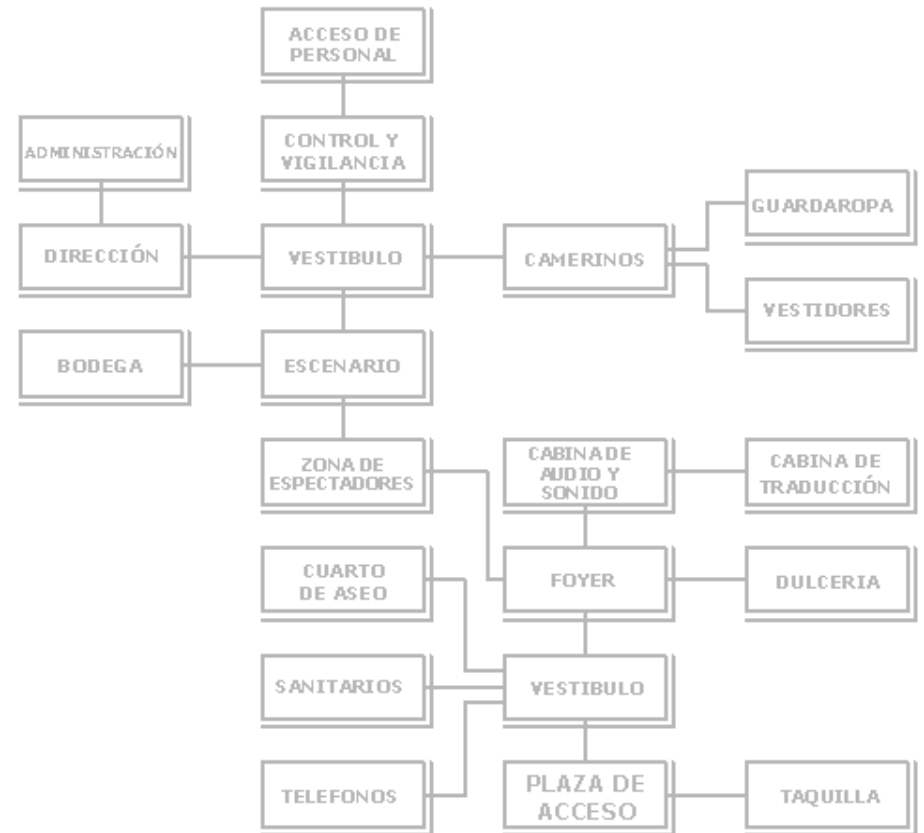 ACCESO DE
PERSONAL
ADMINISTRACIÓN
CONTROL Y
VIGILANCIA
GUARDAROPA
DIRECCIÓN
VESTIBULO
CAMERINOS
VESTIDORES
BODEGA
ESCENARIO
ZONA DE
ESPECTADORES
CABINA DE
AUDIO Y
SONIDO
CABINA DE
TRADUCCIÓN
CUARTO
DE ASEO
FOYER
DULCERIA
SANITARIOS
VESTIBULO
TELEFONOS
PLAZA DE
ACCESO
TAQUILLA